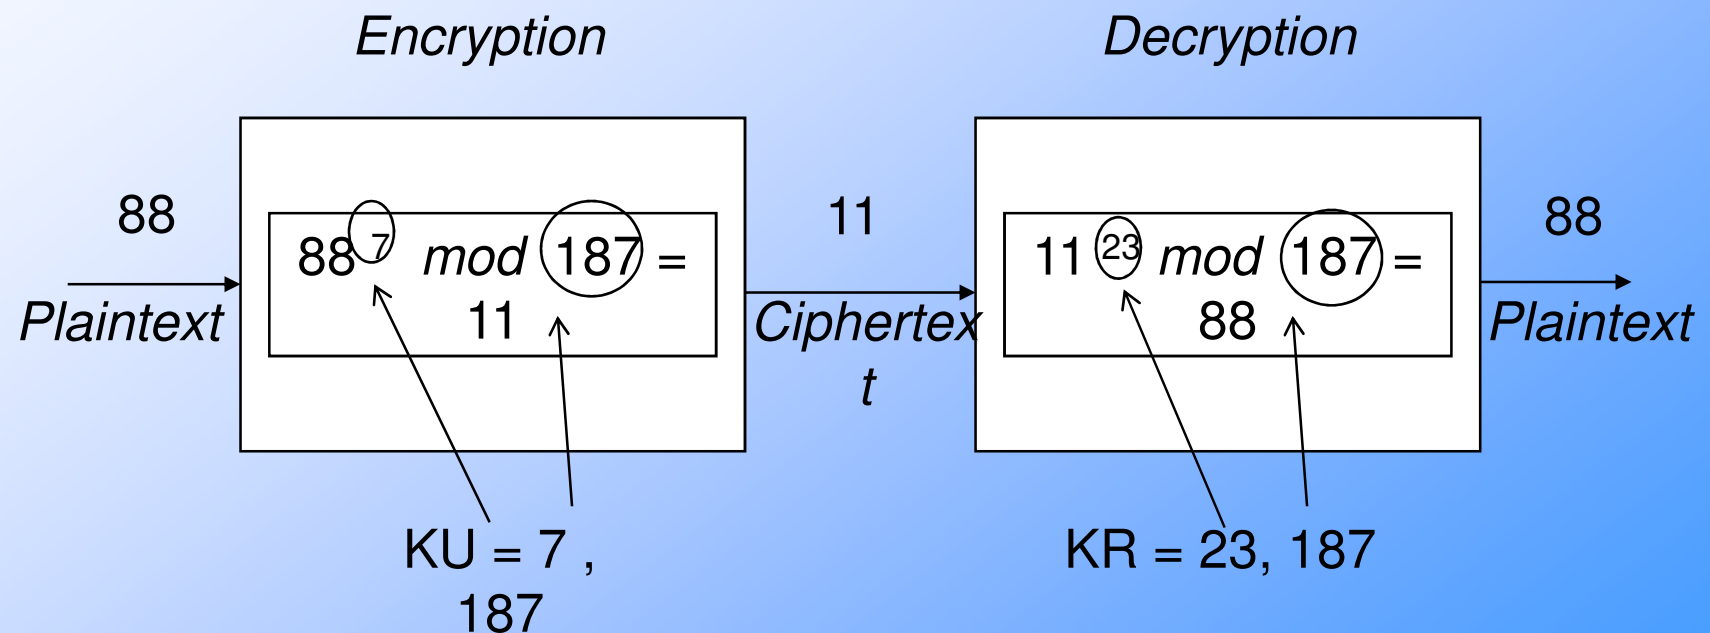 Encryption
Decryption
88
88 7 mod 187 =
11
11
11 23 mod 187 =
88
88
Plaintext
Ciphertex
t
Plaintext
KU = 7 ,
187
KR = 23, 187